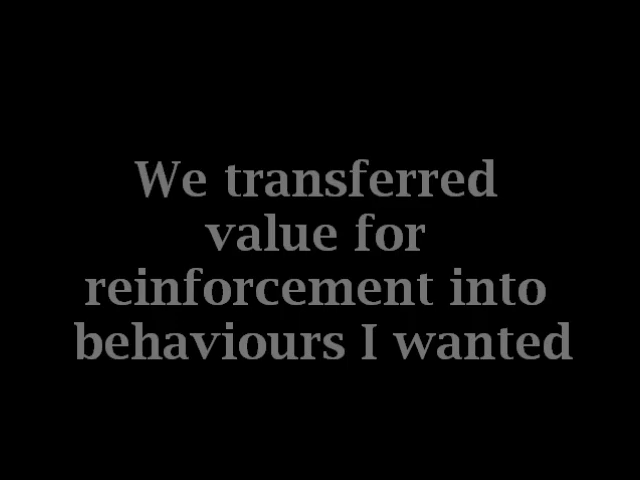 We transferred
value for
reinforcement into
behaviours I wanted